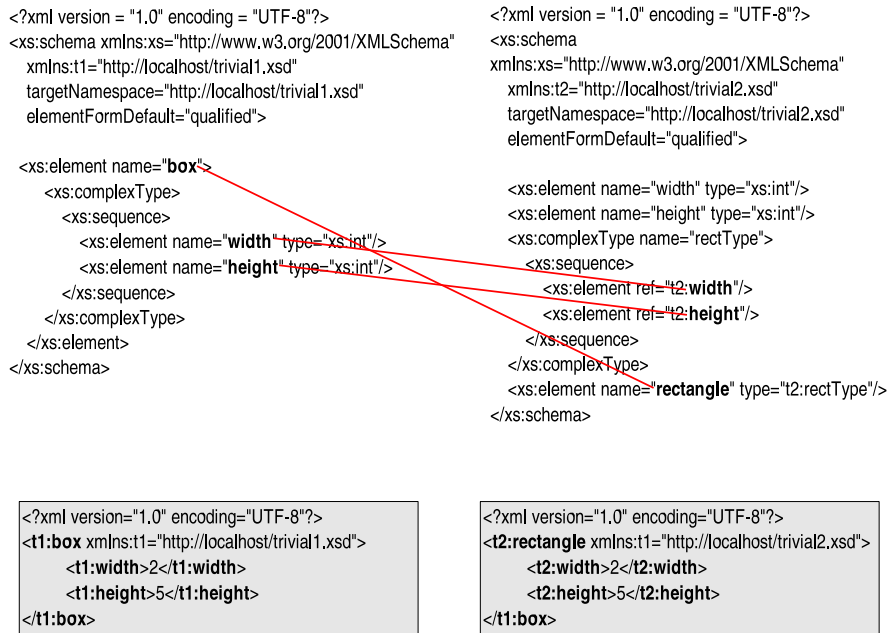 <?xml version = "1.0" encoding = "UTF-8"?>
<xs:schema xmlns:xs="http://www.w3.org/2001/XMLSchema"
xmlns:t1="http://localhost/trivial1.xsd"
targetNamespace="http://localhost/trivial1.xsd"
elementFormDefault="qualified">
<xs:element name="box">
<xs:complexType>
<xs:sequence>
<xs:element name="width" type="xs:int"/>
<xs:element name="height" type="xs:int"/>
</xs:sequence>
</xs:complexType>
</xs:element>
</xs:schema>
<?xml version = "1.0" encoding = "UTF-8"?>
<xs:schema
xmlns:xs="http://www.w3.org/2001/XMLSchema"
xmlns:t2="http://localhost/trivial2.xsd"
targetNamespace="http://localhost/trivial2.xsd"
elementFormDefault="qualified">
<xs:element name="width" type="xs:int"/>
<xs:element name="height" type="xs:int"/>
<xs:complexType name="rectType">
<xs:sequence>
<xs:element ref="t2:width"/>
<xs:element ref="t2:height"/>
</xs:sequence>
</xs:complexType>
<xs:element name="rectangle" type="t2:rectType"/>
</xs:schema>
<?xml version="1.0" encoding="UTF-8"?>
<t1:box xmlns:t1="http://localhost/trivial1.xsd">
<t1:width>2</t1:width>
<t1:height>5</t1:height>
</t1:box>
<?xml version="1.0" encoding="UTF-8"?>
<t2:rectangle xmlns:t1="http://localhost/trivial2.xsd">
<t2:width>2</t2:width>
<t2:height>5</t2:height>
</t1:box>